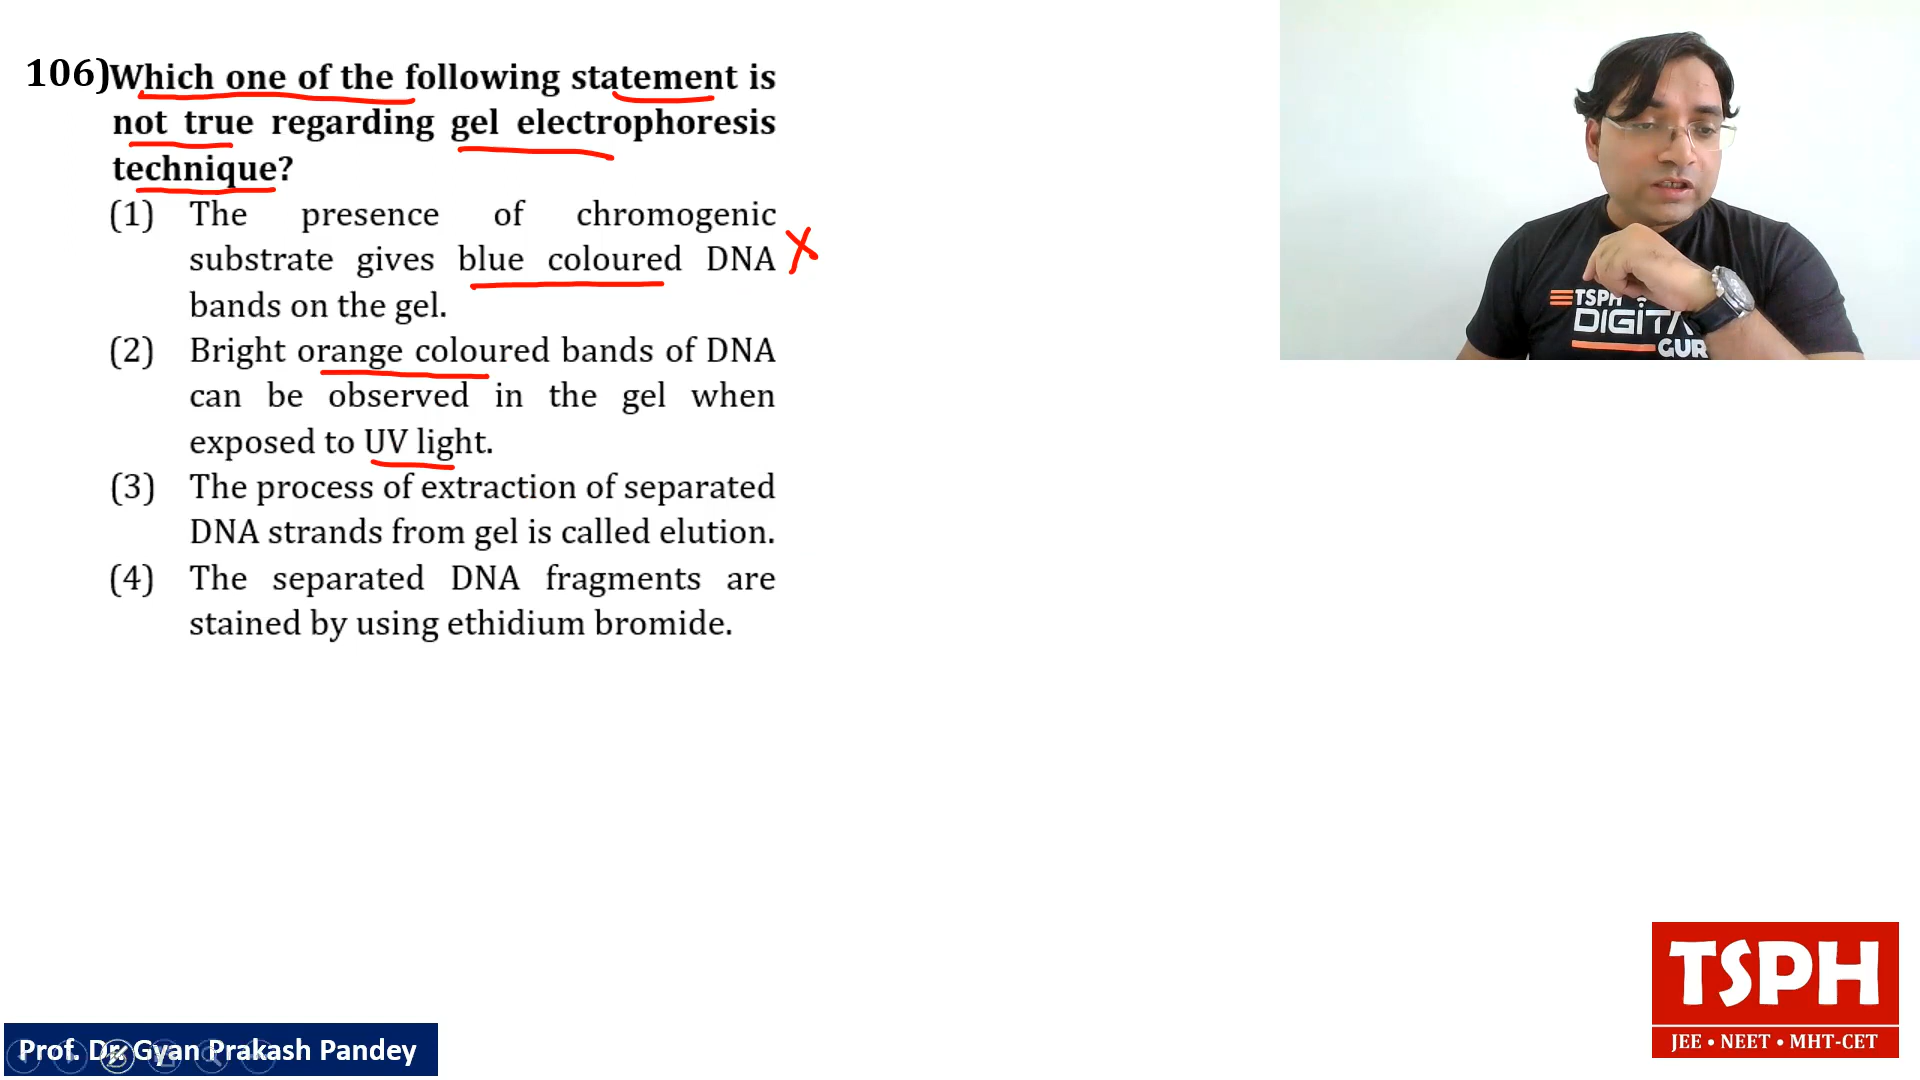 106)Which one of the following statement is
not true regarding gel electrophoresis
technique?
(1) The presence of chromogenic
substrate gives blue coloured DNA X
bands on the gel.
(2) Bright orange coloured bands of DNA
can be observed in the gel when
exposed to UV light.
(3) The process of extraction of separated
DNA strands from gel is called elution.
(4) The separated DNA fragments are
stained by using ethidium bromide.
TSPH
DIGITA
GUR
TSPH
JEE • NEET • MHT-CET
Prof. Dr. Gyan Prakash Pandey